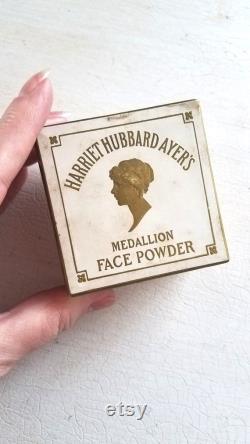 HARRIET HUBBARD AYER'S
MEDALLION
FACE POWDER
etsy